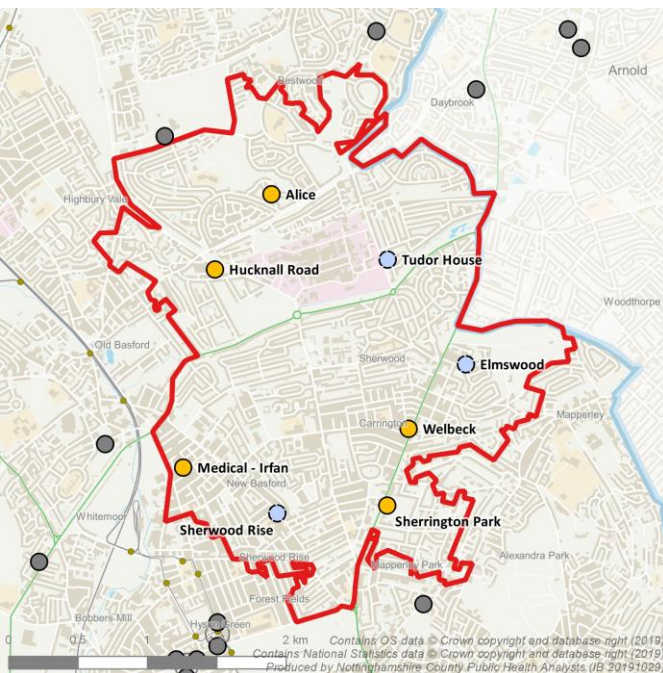 Arnold
Bestwood
Daybrook
Alice
Highbury Vale
Tudor House
Hucknall Road
Woodthorpe
Old Basford
Sherwood
Elmswood
Mapperley
Carrington
Welbeck
Medical - Irfan
New Basford
Whitemoor
Sherrington Park
Sherwood Rise
Sherwood Rise
Alexandra Park
Mapperley Park
Forest Fields
Bobbers Mill
Hyson Green
0 0.5 1 2 km
Contains OS data © Crown copyright and database right (2019)
Contains National Statistics data © Crown copyright and database right (2019)
Produced by Nottinghamshire County Public Health Analysts (IB 20191029)